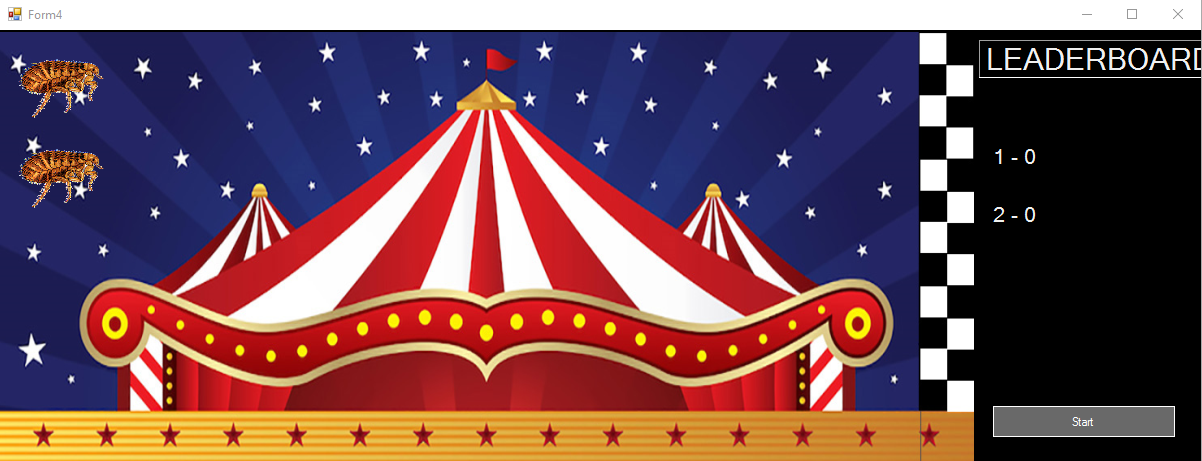 Form4
LEADERBOARD
1 - 0
2 - 0
Start